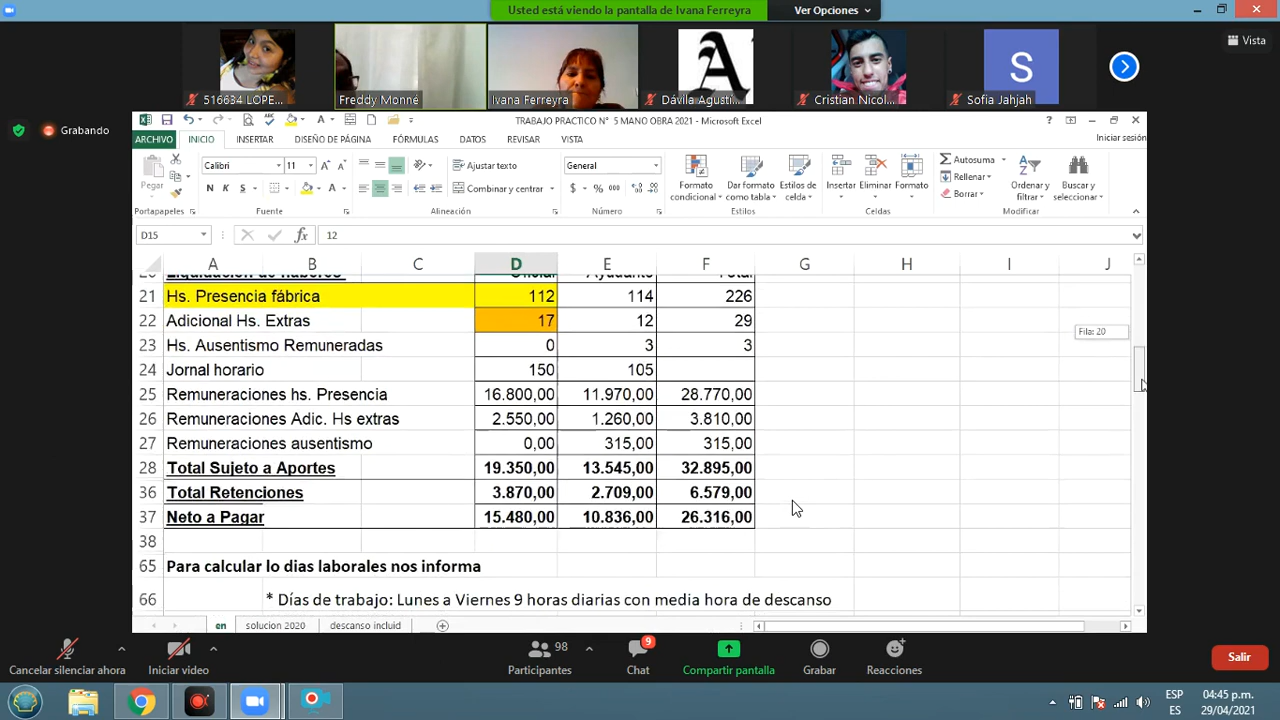 Usted está viendo la pantalla de Ivana Ferreyra
Ver Opciones
Vista
516634 LOPE...
Freddy Monné
Ivana Ferreyra
Dávila Agusti...
Cristian Nicol...
Sofia Jahjah
A
S
Grabando
TRABAJO PRACTICO N° 5 MANO OBRA 2021 - Microsoft Excel
ARCHIVO INICIO INSERTAR DISEÑO DE PÁGINA FÓRMULAS DATOS REVISAR VISTA
Iniciar sesión
Calibri 11
Ajustar texto
General
Autosuma
Pegar
N K S
Combinar y centrar
$ % 000
Formato condicional
Dar formato como tabla
Estilos de celda
Insertar Eliminar Formato
Rellenar
Borrar
Ordenar y filtrar
Buscar y seleccionar
Portapapeles Fuente Alineación Número Estilos Celdas Modificar
D15 fx 12
A B C D E F G H I J
Liquidación de haberes Oficial Ayudante Total
21 Hs. Presencia fábrica 112 114 226
22 Adicional Hs. Extras 17 12 29
Fila: 20
23 Hs. Ausentismo Remuneradas 0 3 3
24 Jornal horario 150 105
25 Remuneraciones hs. Presencia 16.800,00 11.970,00 28.770,00
26 Remuneraciones Adic. Hs extras 2.550,00 1.260,00 3.810,00
27 Remuneraciones ausentismo 0,00 315,00 315,00
28 Total Sujeto a Aportes 19.350,00 13.545,00 32.895,00
36 Total Retenciones 3.870,00 2.709,00 6.579,00
37 Neto a Pagar 15.480,00 10.836,00 26.316,00
38
65 Para calcular lo dias laborales nos informa
66 * Días de trabajo: Lunes a Viernes 9 horas diarias con media hora de descanso
en solucion 2020 descanso incluid
98
9
Cancelar silenciar ahora
Iniciar video
Participantes
Chat
Compartir pantalla
Grabar
Reacciones
Salir
ESP 04:45 p.m.
ES 29/04/2021